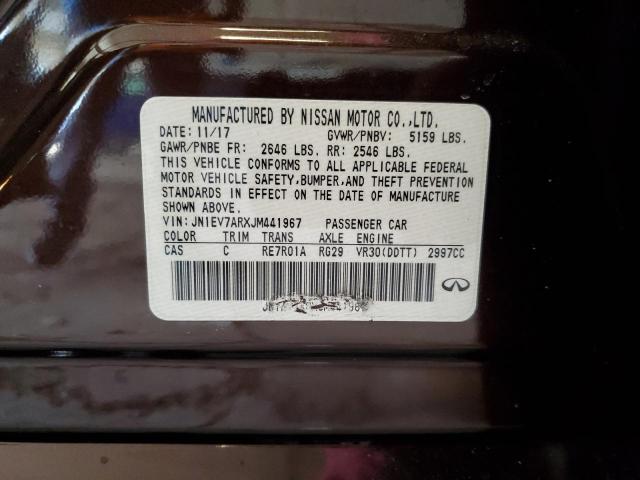 MANUFACTURED BY NISSAN MOTOR CO.,LTD.
DATE: 11/17 GVWR/PNBV: 5159 LBS.
GAWR/PNBE FR: 2646 LBS. RR: 2546 LBS.
THIS VEHICLE CONFORMS TO ALL APPLICABLE FEDERAL
MOTOR VEHICLE SAFETY,BUMPER,AND THEFT PREVENTION
STANDARDS IN EFFECT ON THE DATE OF MANUFACTURE
SHOWN ABOVE.
VIN: JN1EV7ARXJM441967 PASSENGER CAR
COLOR TRIM TRANS AXLE ENGINE
CAS C RE7R01A RG29 VR30(DDTT) 2997CC